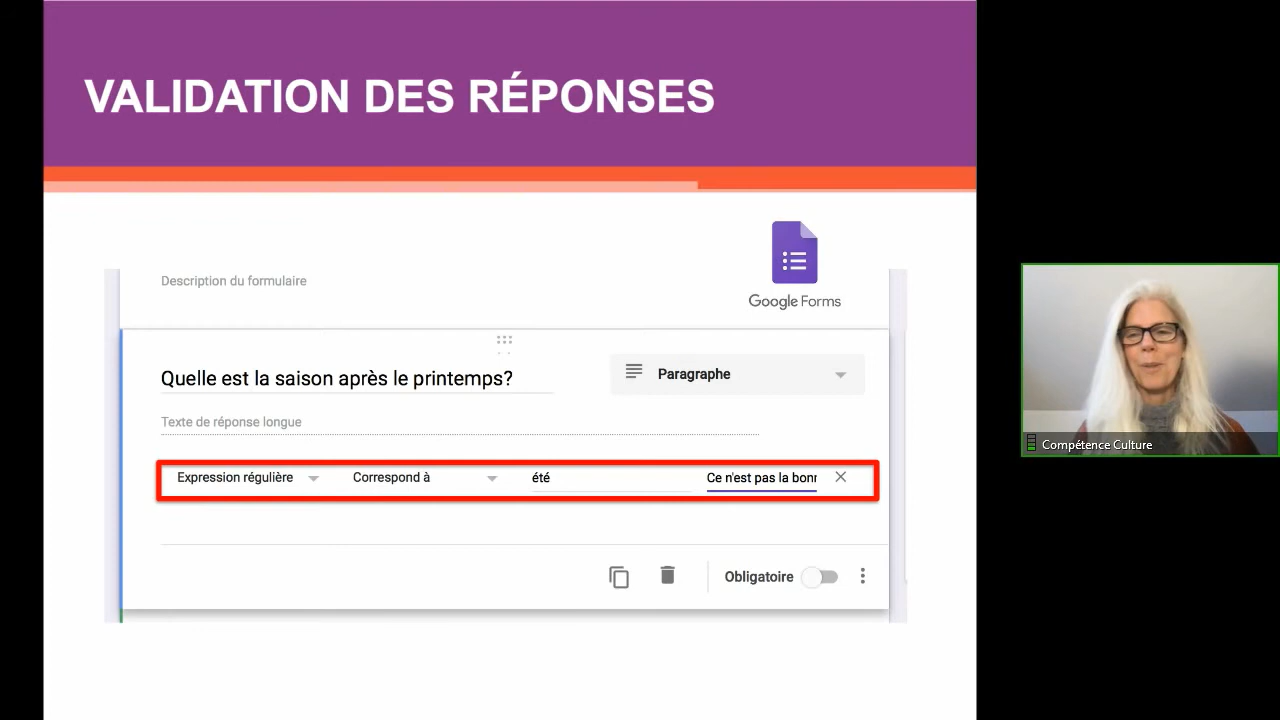 VALIDATION DES RÉPONSES
Google Forms
Description du formulaire
Quelle est la saison après le printemps?
Paragraphe
Texte de réponse longue
Expression régulière
Correspond à
été
Ce n'est pas la bonr
Obligatoire
Compétence Culture